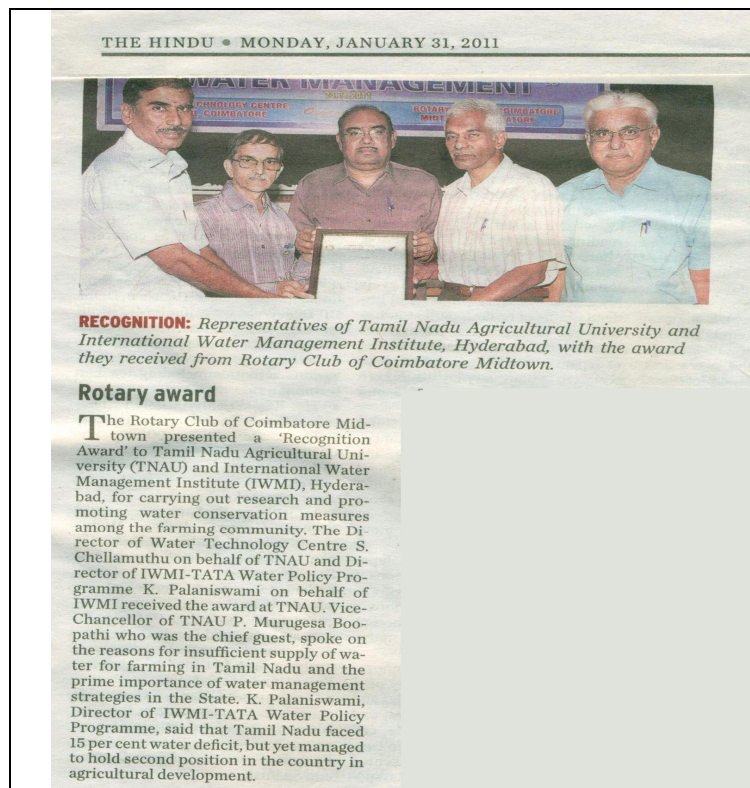 THE HINDU • MONDAY, JANUARY 31, 2011
WATER MANAGEMENT
CHNOLOGY CENTRE
COIMBATORE
ROTARY
COIMBATORE
MIDT
ATORE
RECOGNITION: Representatives of Tamil Nadu Agricultural University and
International Water Management Institute, Hyderabad, with the award
they received from Rotary Club of Coimbatore Midtown.
Rotary award
The Rotary Club of Coimbatore Mid-
town presented a 'Recognition
Award' to Tamil Nadu Agricultural Uni-
versity (TNAU) and International Water
Management Institute (IWMI), Hydera-
bad, for carrying out research and pro-
moting water conservation measures
among the farming community. The Di-
rector of Water Technology Centre S.
Chellamuthu on behalf of TNAU and Di-
rector of IWMI-TATA Water Policy Pro-
gramme K. Palaniswami on behalf of
IWMI received the award at TNAU. Vice-
Chancellor of TNAU P. Murugesa Boo-
pathi who was the chief guest, spoke on
the reasons for insufficient supply of wa-
ter for farming in Tamil Nadu and the
prime importance of water management
strategies in the State. K. Palaniswami,
Director of IWMI-TATA Water Policy
Programme, said that Tamil Nadu faced
15 per cent water deficit, but yet managed
to hold second position in the country in
agricultural development.